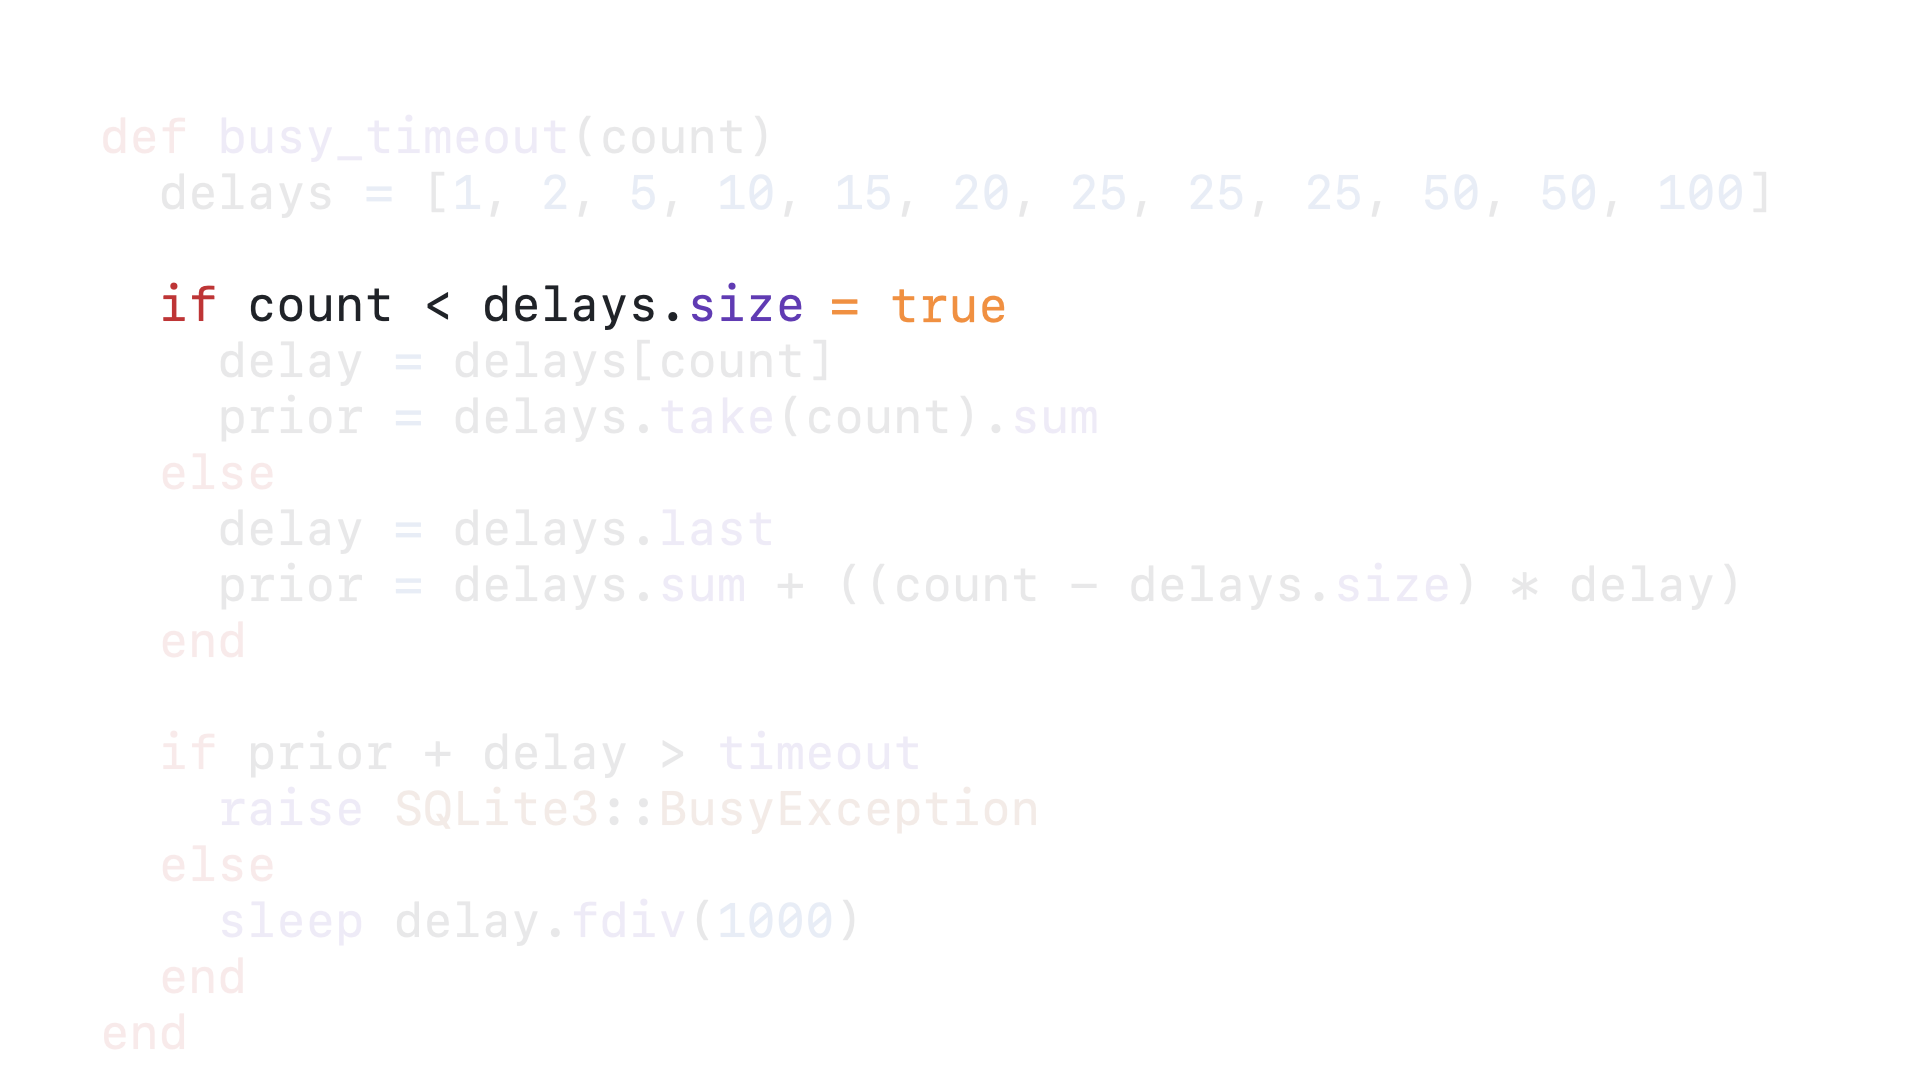 def busy_timeout(count)
  delays = [1, 2, 5, 10, 15, 20, 25, 25, 25, 50, 50, 100]
  if count < delays.size = true
    delay = delays[count]
    prior = delays.take(count).sum
  else
    delay = delays.last
    prior = delays.sum + ((count - delays.size) * delay)
  end
  if prior + delay > timeout
    raise SQLite3::BusyException
  else
    sleep delay.fdiv(1000)
  end
end